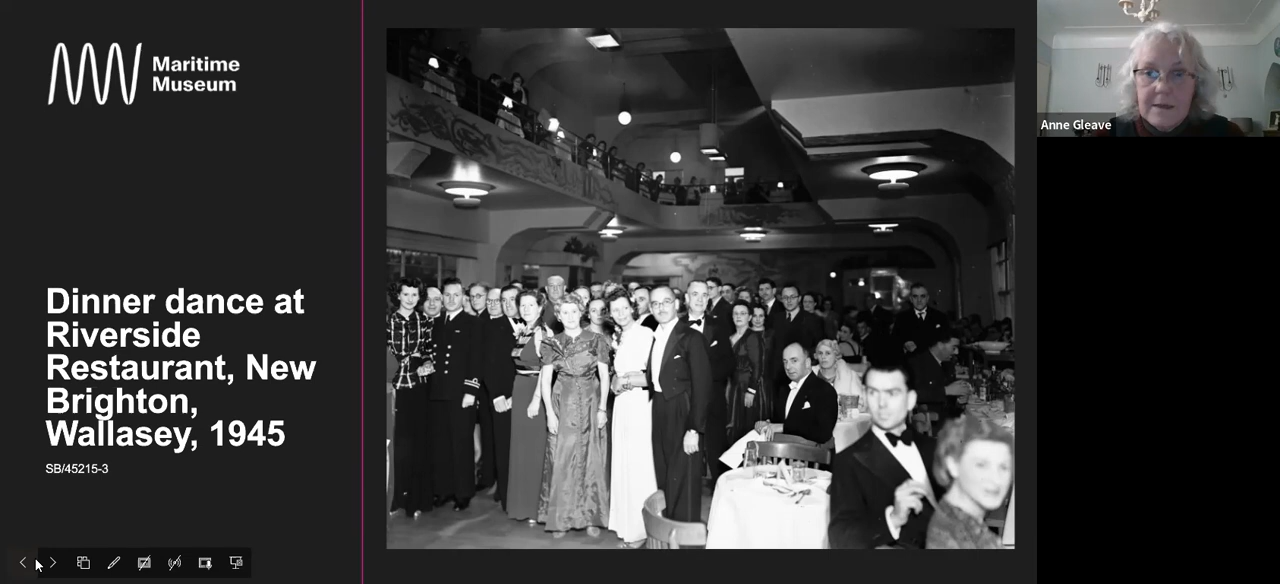 Maritime
Museum
Dinner dance at
Riverside
Restaurant, New
Brighton,
Wallasey, 1945
SB/45215-3
Anne Gleave